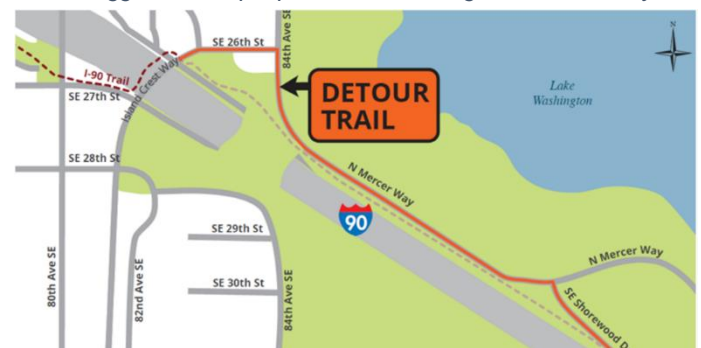 SE 26th St
84th Ave SE
N
I-90 Trail
Island Crest Way
SE 27th St
DETOUR
TRAIL
Lake
Washington
SE 28th St
N Mercer Way
90
SE 29th St
N Mercer Way
80th Ave SE
82nd Ave SE
SE 30th St
84th Ave SE
SE Shorewood D